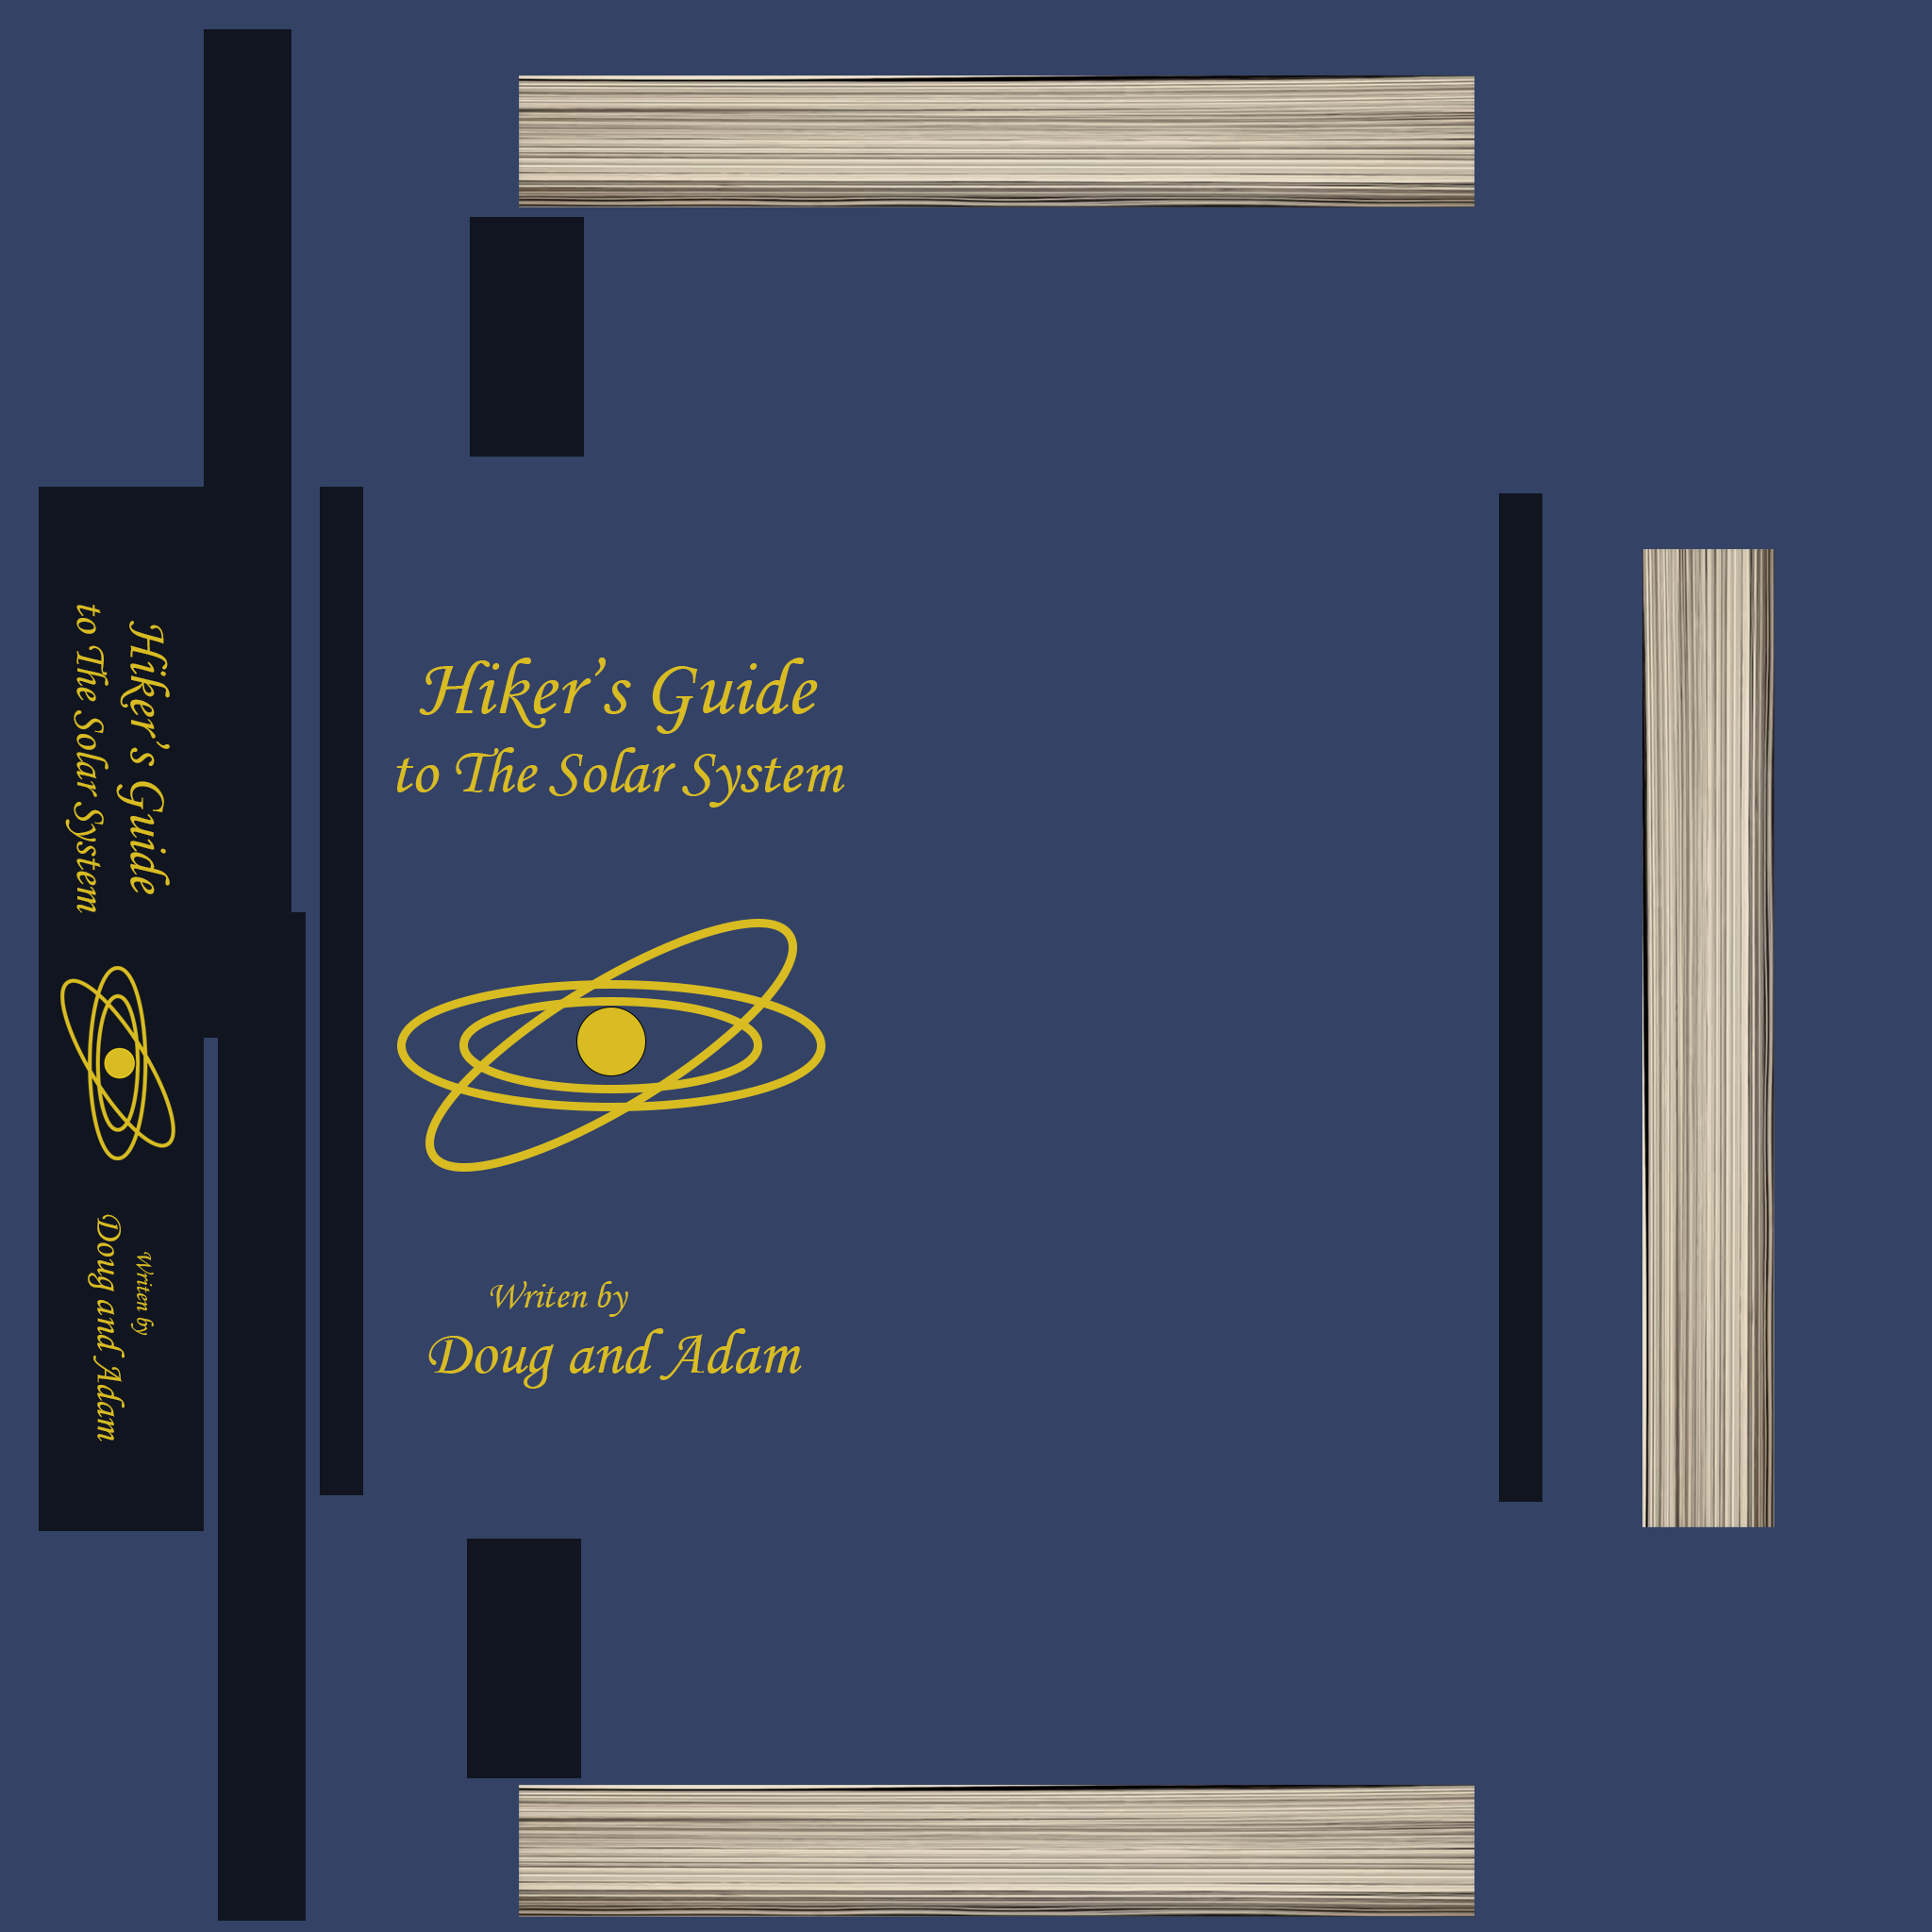 Hiker's Guide
to The Solar System
Writen by
Doug and Adam
Hiker’s Guide
to The Solar System
Writen by
Doug and Adam